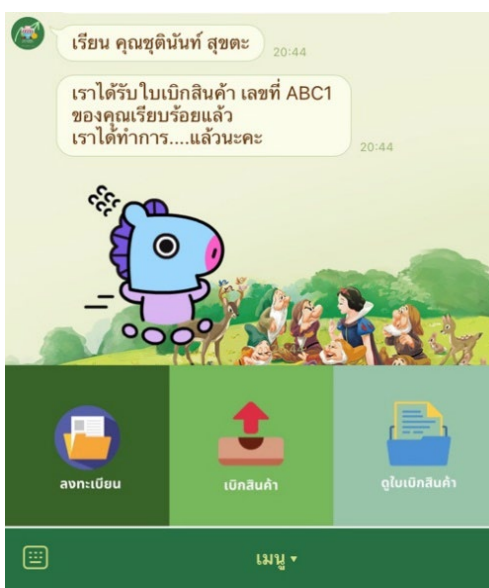 เรียน คุณชุตินันท์ สุขตะ
20:44
เราได้รับใบเบิกสินค้า เลขที่ ABC1
ของคุณเรียบร้อยแล้ว
เราได้ทำการ....แล้วนะคะ
20:44
ลงทะเบียน
เบิกสินค้า
ดูใบเบิกสินค้า
เมนู